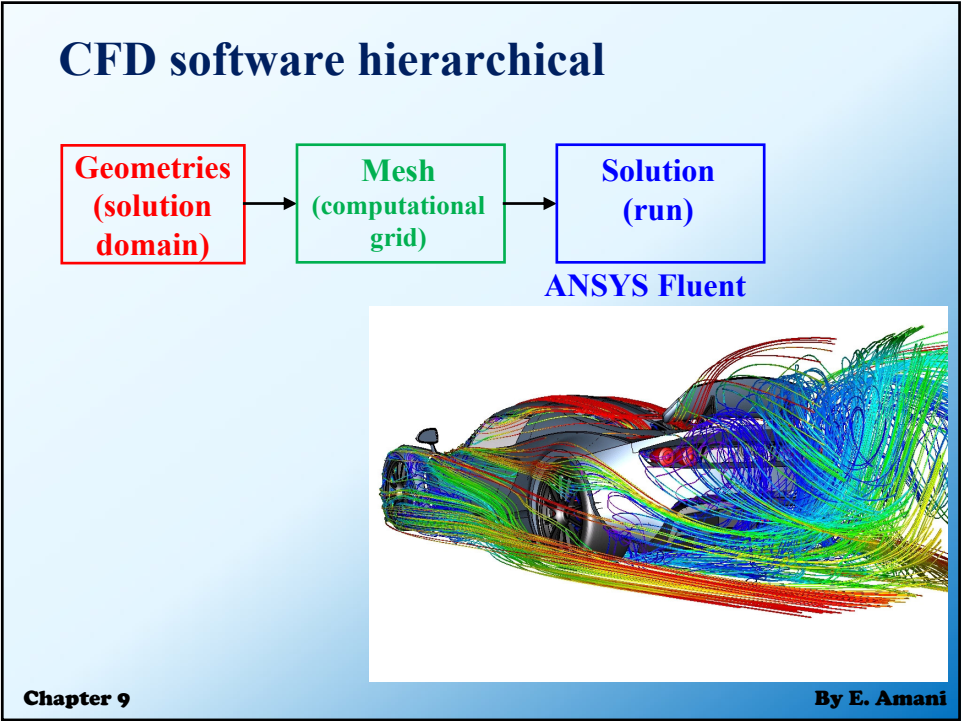 CFD software hierarchical
Geometries
(solution
domain)
Mesh
(computational
grid)
Solution
(run)
ANSYS Fluent
Chapter 9
By E. Amani